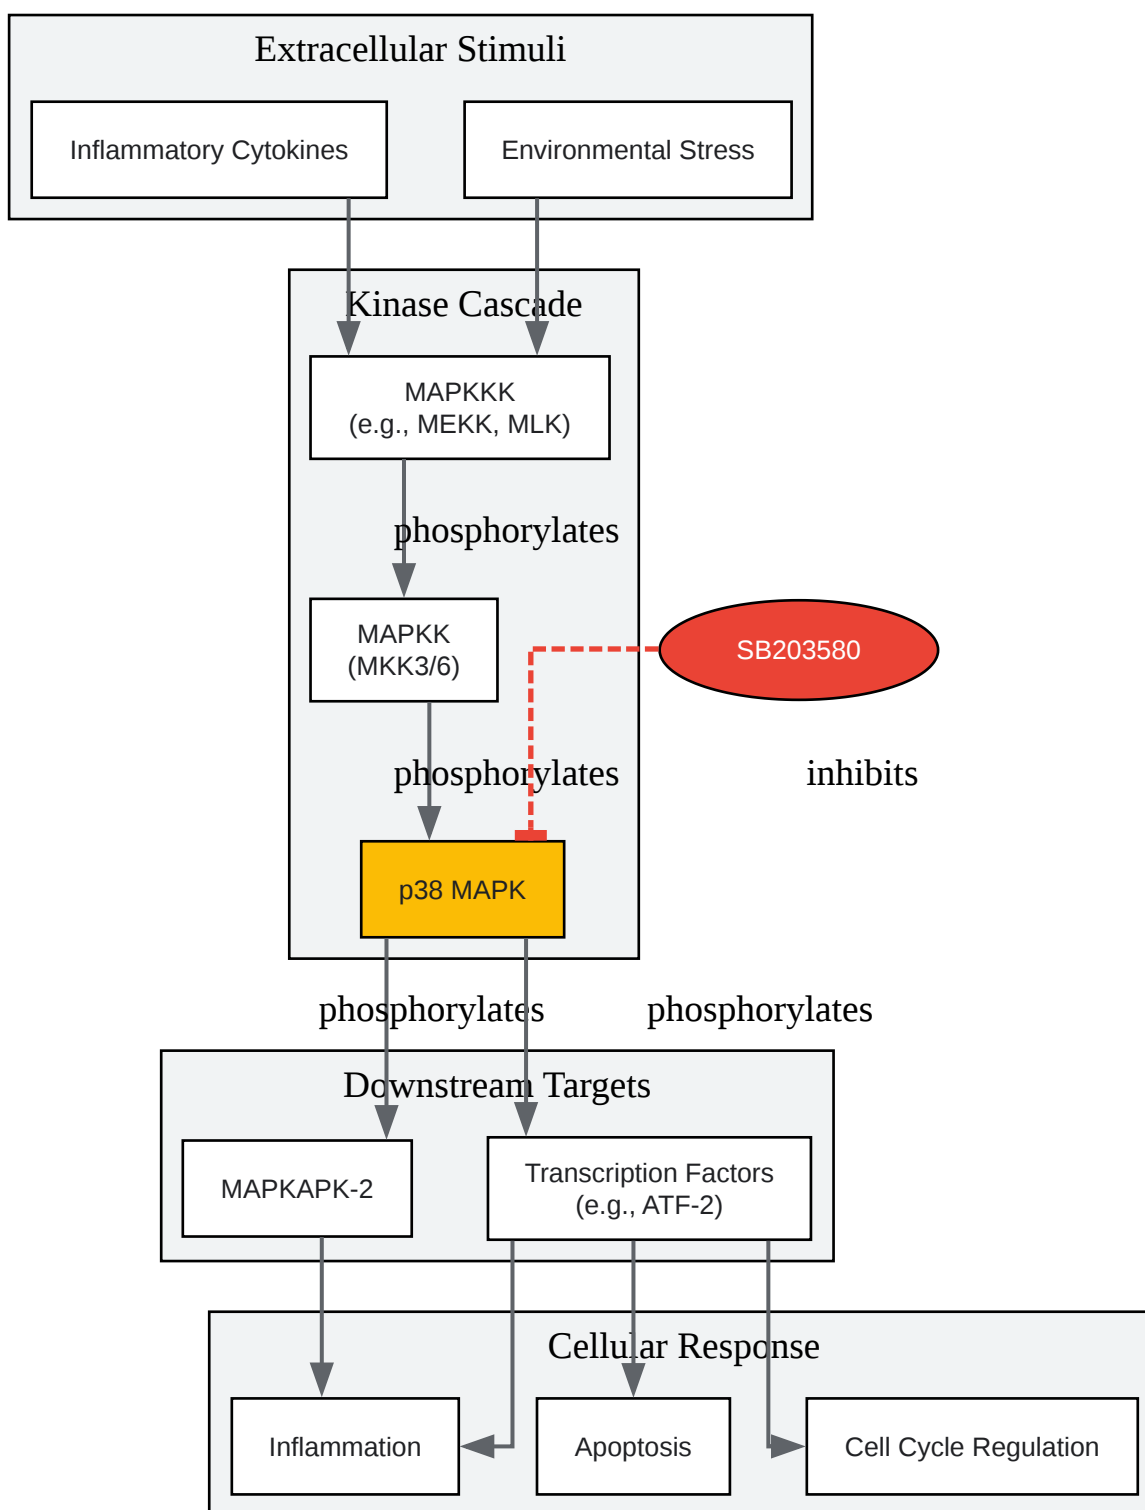 Extracellular Stimuli
Inflammatory Cytokines
Environmental Stress
Kinase Cascade
MAPKKK
(e.g., MEKK, MLK)
phosphorylates
MAPKK
(MKK3/6)
SB203580
phosphorylates
inhibits
p38 MAPK
phosphorylates
phosphorylates
Downstream Targets
MAPKAPK-2
Transcription Factors
(e.g., ATF-2)
Cellular Response
Inflammation
Apoptosis
Cell Cycle Regulation